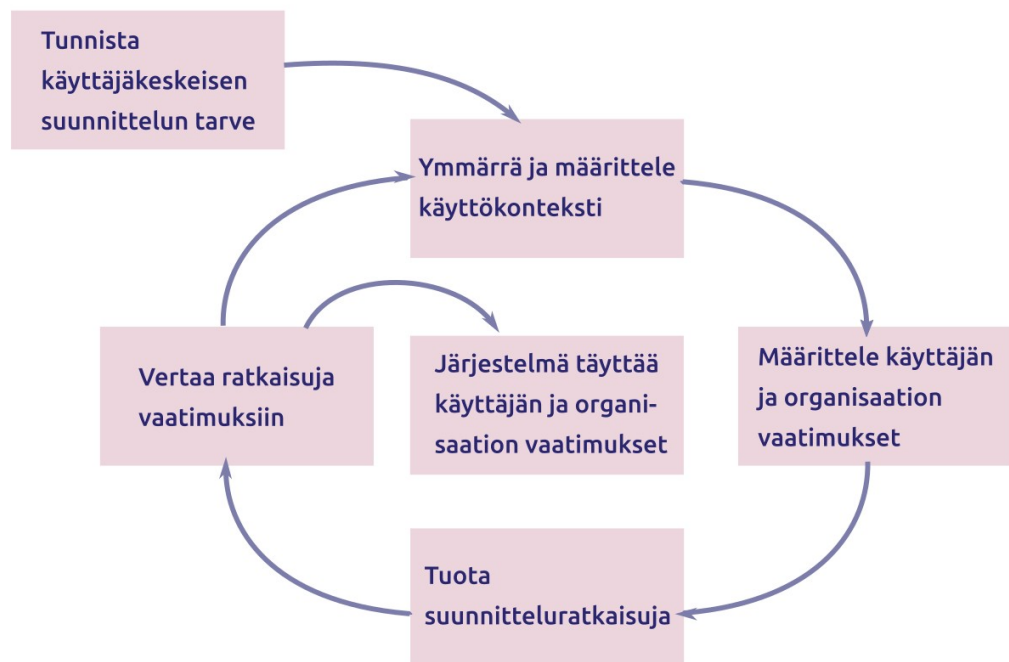 Tunnista
käyttäjäkeskeisen
suunnittelun tarve
Ymmärrä ja määrittele
käyttökonteksti
Määrittele käyttäjän
ja organisaation
vaatimukset
Tuota
suunnitteluratkaisuja
Vertaa ratkaisuja
vaatimuksiin
Järjestelmä täyttää
käyttäjän ja organi-
saation vaatimukset